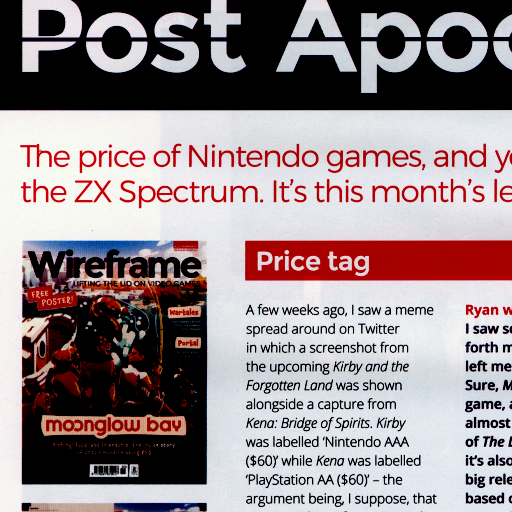 Post Apoc
The price of Nintendo games, and y
the ZX Spectrum. It's this month's le
Wireframe
LIFTING THE LID ON VIDEO GAMES
FREE
POSTER!
Wartales
Portal
moonglow bay
Price tag
A few weeks ago, I saw a meme
spread around on Twitter
in which a screenshot from
the upcoming Kirby and the
Forgotten Land was shown
alongside a capture from
Kena: Bridge of Spirits. Kirby
was labelled 'Nintendo AAA
($60)' while Kena was labelled
'PlayStation AA ($60)' – the
argument being, I suppose, that
Ryan w
I saw s
forth m
left me
Sure, M
game, a
almost
of The
it's also
big rele
based o